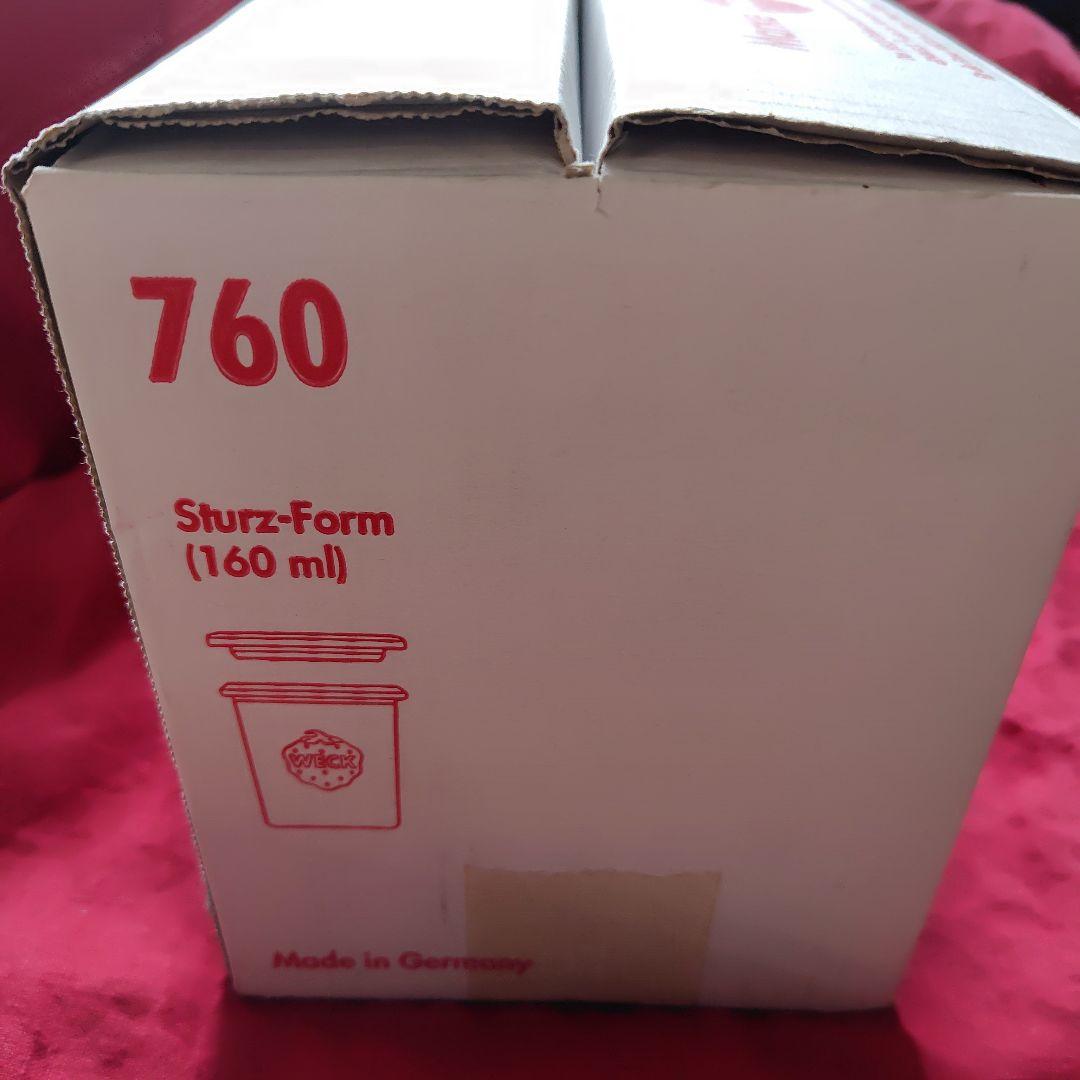 760
Sturz-Form
(160 ml)
WECK
Made in Germany